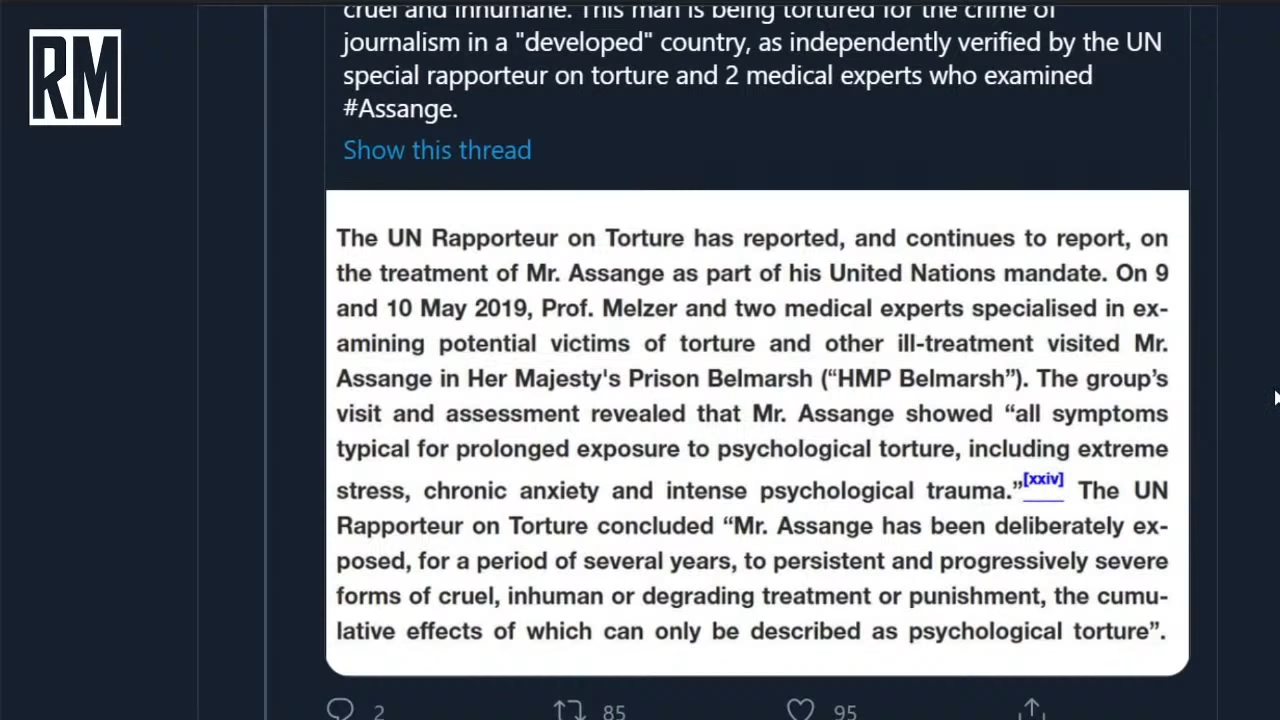 RM
cruel and inhumane. This man is being tortured for the crime of
journalism in a "developed" country, as independently verified by the UN
special rapporteur on torture and 2 medical experts who examined
#Assange.
Show this thread
The UN Rapporteur on Torture has reported, and continues to report, on
the treatment of Mr. Assange as part of his United Nations mandate. On 9
and 10 May 2019, Prof. Melzer and two medical experts specialised in ex-
amining potential victims of torture and other ill-treatment visited Mr.
Assange in Her Majesty's Prison Belmarsh (“HMP Belmarsh”). The group’s
visit and assessment revealed that Mr. Assange showed “all symptoms
typical for prolonged exposure to psychological torture, including extreme
stress, chronic anxiety and intense psychological trauma.”[xxiv] The UN
Rapporteur on Torture concluded “Mr. Assange has been deliberately ex-
posed, for a period of several years, to persistent and progressively severe
forms of cruel, inhuman or degrading treatment or punishment, the cumu-
lative effects of which can only be described as psychological torture”.
2 85 95